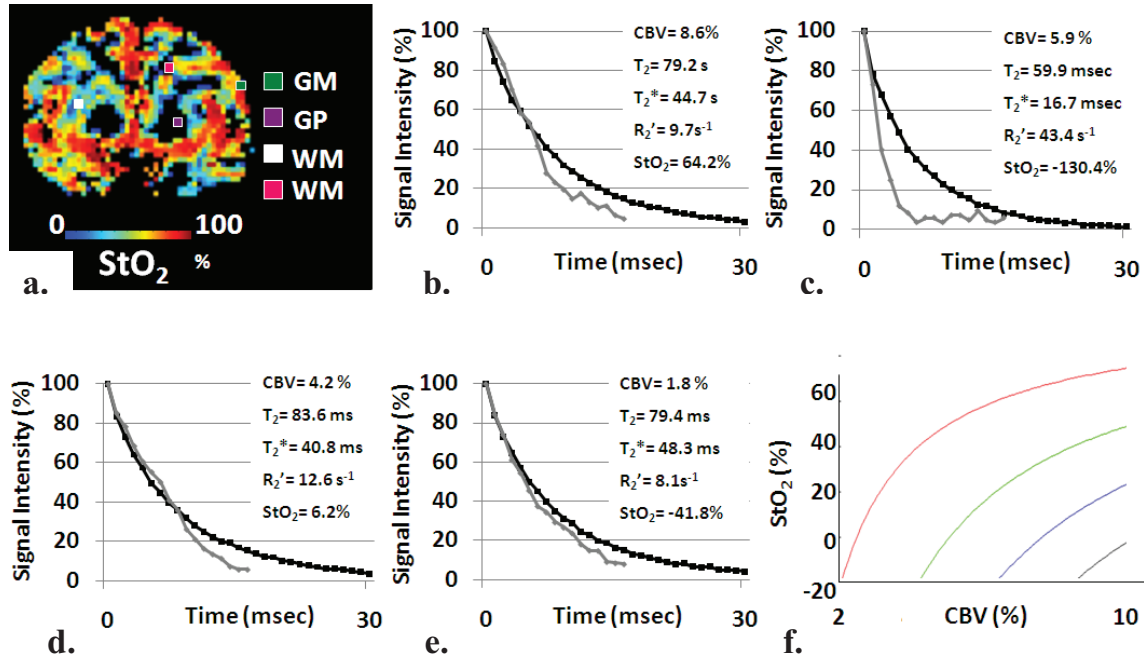 GM
GP
WM
WM
0 100
StO2 %
a.
Signal Intensity (%)
100
80
60
40
20
0
CBV= 8.6%
T2= 79.2 s
T2*= 44.7 s
R2'= 9.7s-1
StO2= 64.2%
0 Time (msec) 30
b.
Signal Intensity (%)
100
80
60
40
20
0
CBV= 5.9 %
T2= 59.9 msec
T2*= 16.7 msec
R2'= 43.4 s-1
StO2= -130.4%
0 Time (msec) 30
c.
Signal Intensity (%)
100
80
60
40
20
0
CBV= 4.2 %
T2= 83.6 ms
T2*= 40.8 ms
R2'= 12.6 s-1
StO2= 6.2%
0 Time (msec) 30
d.
Signal Intensity (%)
100
80
60
40
20
0
CBV= 1.8 %
T2= 79.4 ms
T2*= 48.3 ms
R2'= 8.1s-1
StO2= -41.8%
0 Time (msec) 30
e.
StO2 (%)
60
40
20
0
-20
2 CBV (%) 10
f.